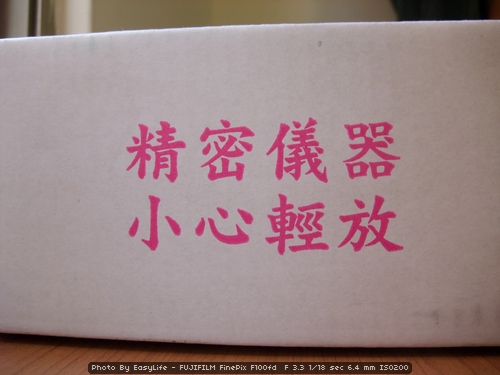 精密儀器
小心輕放
Photo By EasyLife - FUJIFILM FinePix F100fd F 3.3 1/18 sec 6.4 mm ISO200